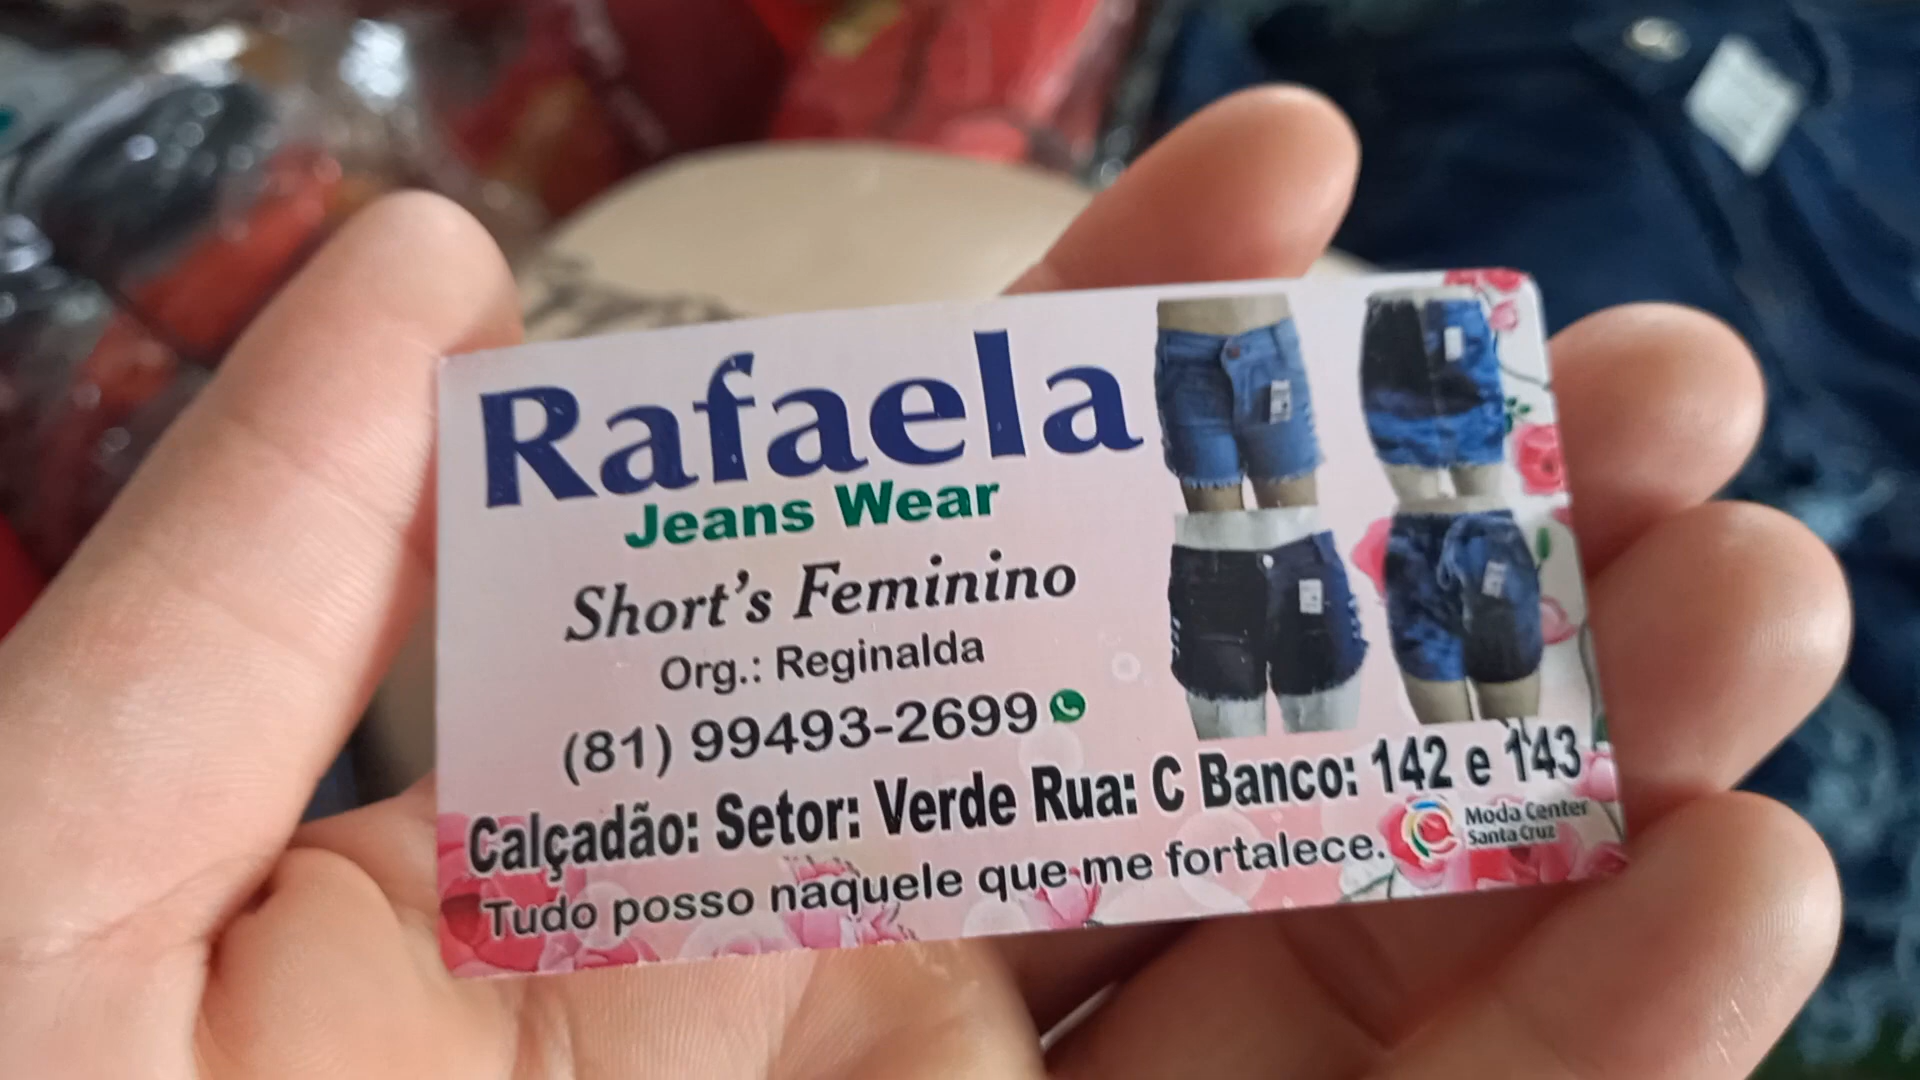 Rafaela
Jeans Wear
Short's Feminino
Org.: Reginalda
(81) 99493-2699
Calçadão: Setor: Verde Rua: C Banco: 142 e 143
Tudo posso naquele que me fortalece.
Moda Center
Santa Cruz